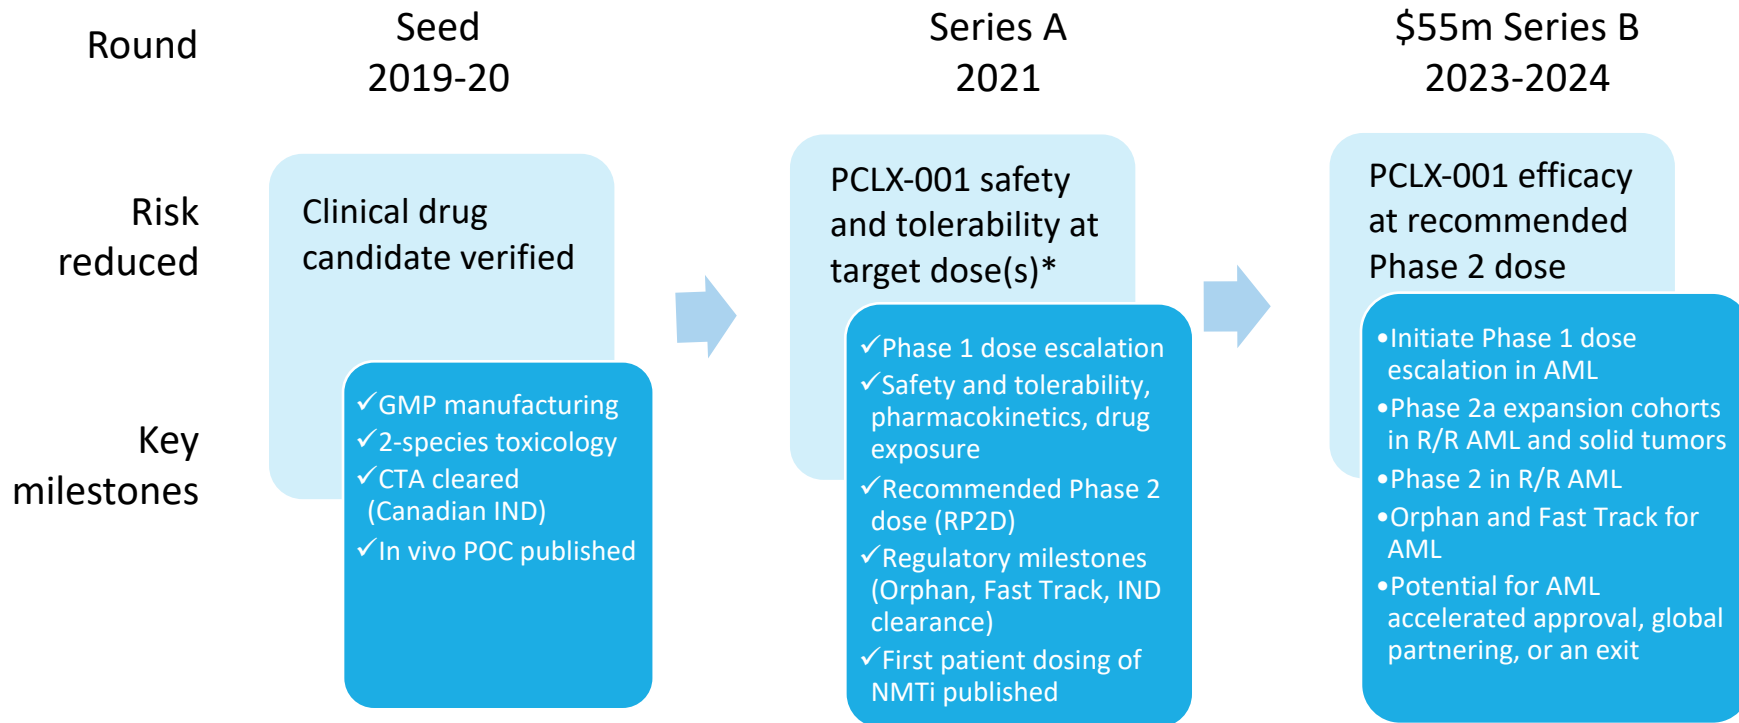 Round
Seed
2019-20
Series A
2021
$55m Series B
2023-2024
Risk
reduced
Clinical drug
candidate verified
PCLX-001 safety
and tolerability at
target dose(s)*
PCLX-001 efficacy
at recommended
Phase 2 dose
Key
milestones
✓GMP manufacturing
✓2-species toxicology
✓CTA cleared
(Canadian IND)
✓In vivo POC published
✓Phase 1 dose escalation
✓Safety and tolerability,
pharmacokinetics, drug
exposure
✓Recommended Phase 2
dose (RP2D)
✓Regulatory milestones
(Orphan, Fast Track, IND
clearance)
✓First patient dosing of
NMTi published
•Initiate Phase 1 dose
escalation in AML
•Phase 2a expansion cohorts
in R/R AML and solid tumors
•Phase 2 in R/R AML
•Orphan and Fast Track for
AML
•Potential for AML
accelerated approval, global
partnering, or an exit